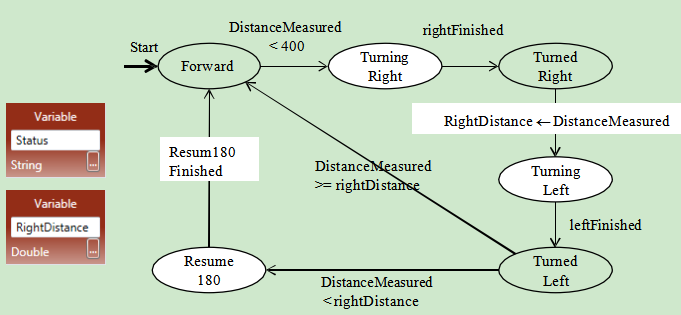 Start
DistanceMeasured
< 400
rightFinished
Forward
Turning
Right
Turned
Right
RightDistance ← DistanceMeasured
Variable
Status
String
...
Resum180
Finished
DistanceMeasured
>= rightDistance
Turning
Left
Variable
RightDistance
Double
...
leftFinished
Resume
180
Turned
Left
DistanceMeasured
< rightDistance